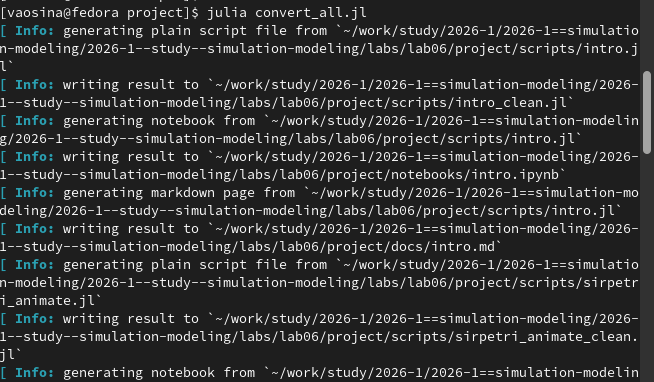 [vaosina@fedora project]$ julia convert_all.jl
[ Info: generating plain script file from `~/work/study/2026-1/2026-1==simulatio
n-modeling/2026-1--study--simulation-modeling/labs/lab06/project/scripts/intro.j
l`
[ Info: writing result to `~/work/study/2026-1/2026-1==simulation-modeling/2026-
1--study--simulation-modeling/labs/lab06/project/scripts/intro_clean.jl`
[ Info: generating notebook from `~/work/study/2026-1/2026-1==simulation-modelin
g/2026-1--study--simulation-modeling/labs/lab06/project/scripts/intro.jl`
[ Info: writing result to `~/work/study/2026-1/2026-1==simulation-modeling/2026-
1--study--simulation-modeling/labs/lab06/project/notebooks/intro.ipynb`
[ Info: generating markdown page from `~/work/study/2026-1/2026-1==simulation-mo
deling/2026-1--study--simulation-modeling/labs/lab06/project/scripts/intro.jl`
[ Info: writing result to `~/work/study/2026-1/2026-1==simulation-modeling/2026-
1--study--simulation-modeling/labs/lab06/project/docs/intro.md`
[ Info: generating plain script file from `~/work/study/2026-1/2026-1==simulatio
n-modeling/2026-1--study--simulation-modeling/labs/lab06/project/scripts/sirpetr
i_animate.jl`
[ Info: writing result to `~/work/study/2026-1/2026-1==simulation-modeling/2026-
1--study--simulation-modeling/labs/lab06/project/scripts/sirpetri_animate_clean.
jl`
[ Info: generating notebook from `~/work/study/2026-1/2026-1==simulation-modelin